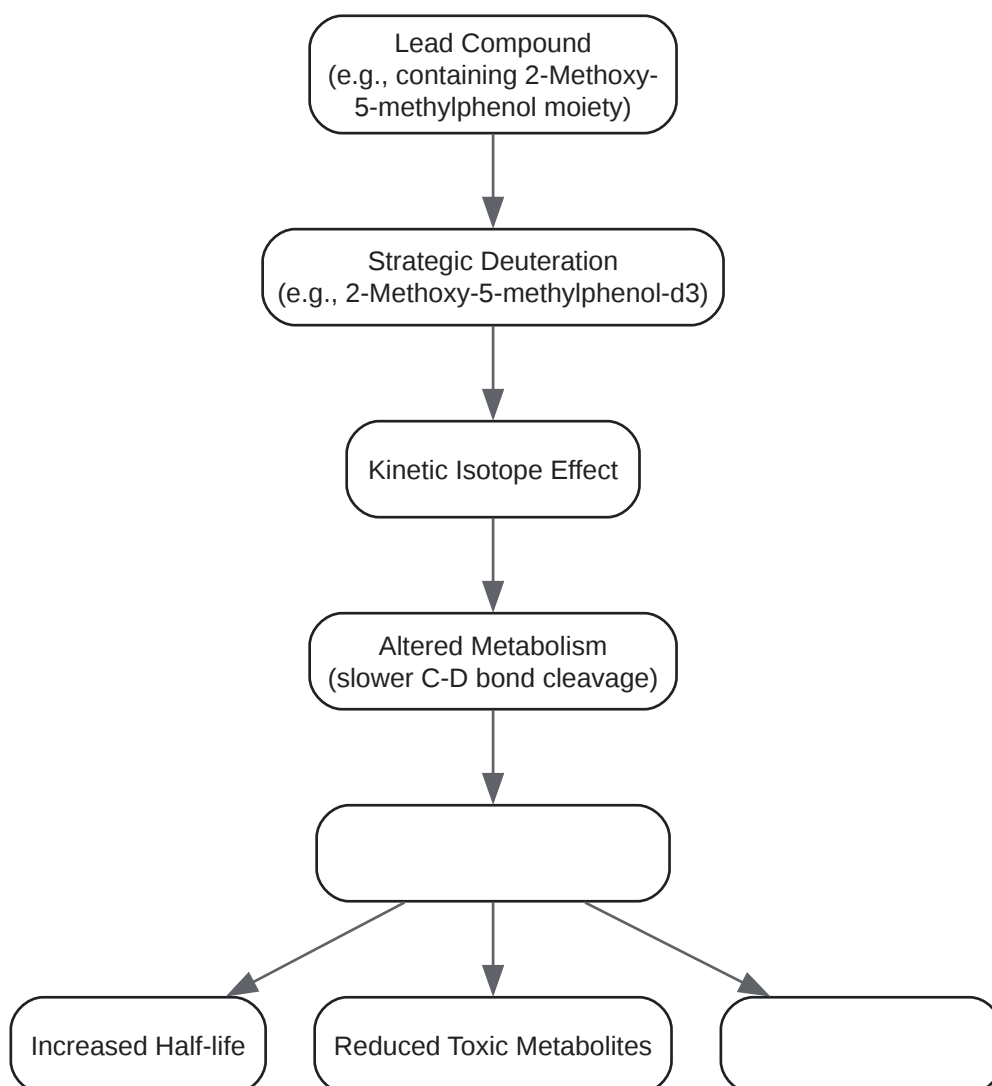 Lead Compound
(e.g., containing 2-Methoxy-
5-methylphenol moiety)
Strategic Deuteration
(e.g., 2-Methoxy-5-methylphenol-d3)
Kinetic Isotope Effect
Altered Metabolism
(slower C-D bond cleavage)
Increased Half-life
Reduced Toxic Metabolites